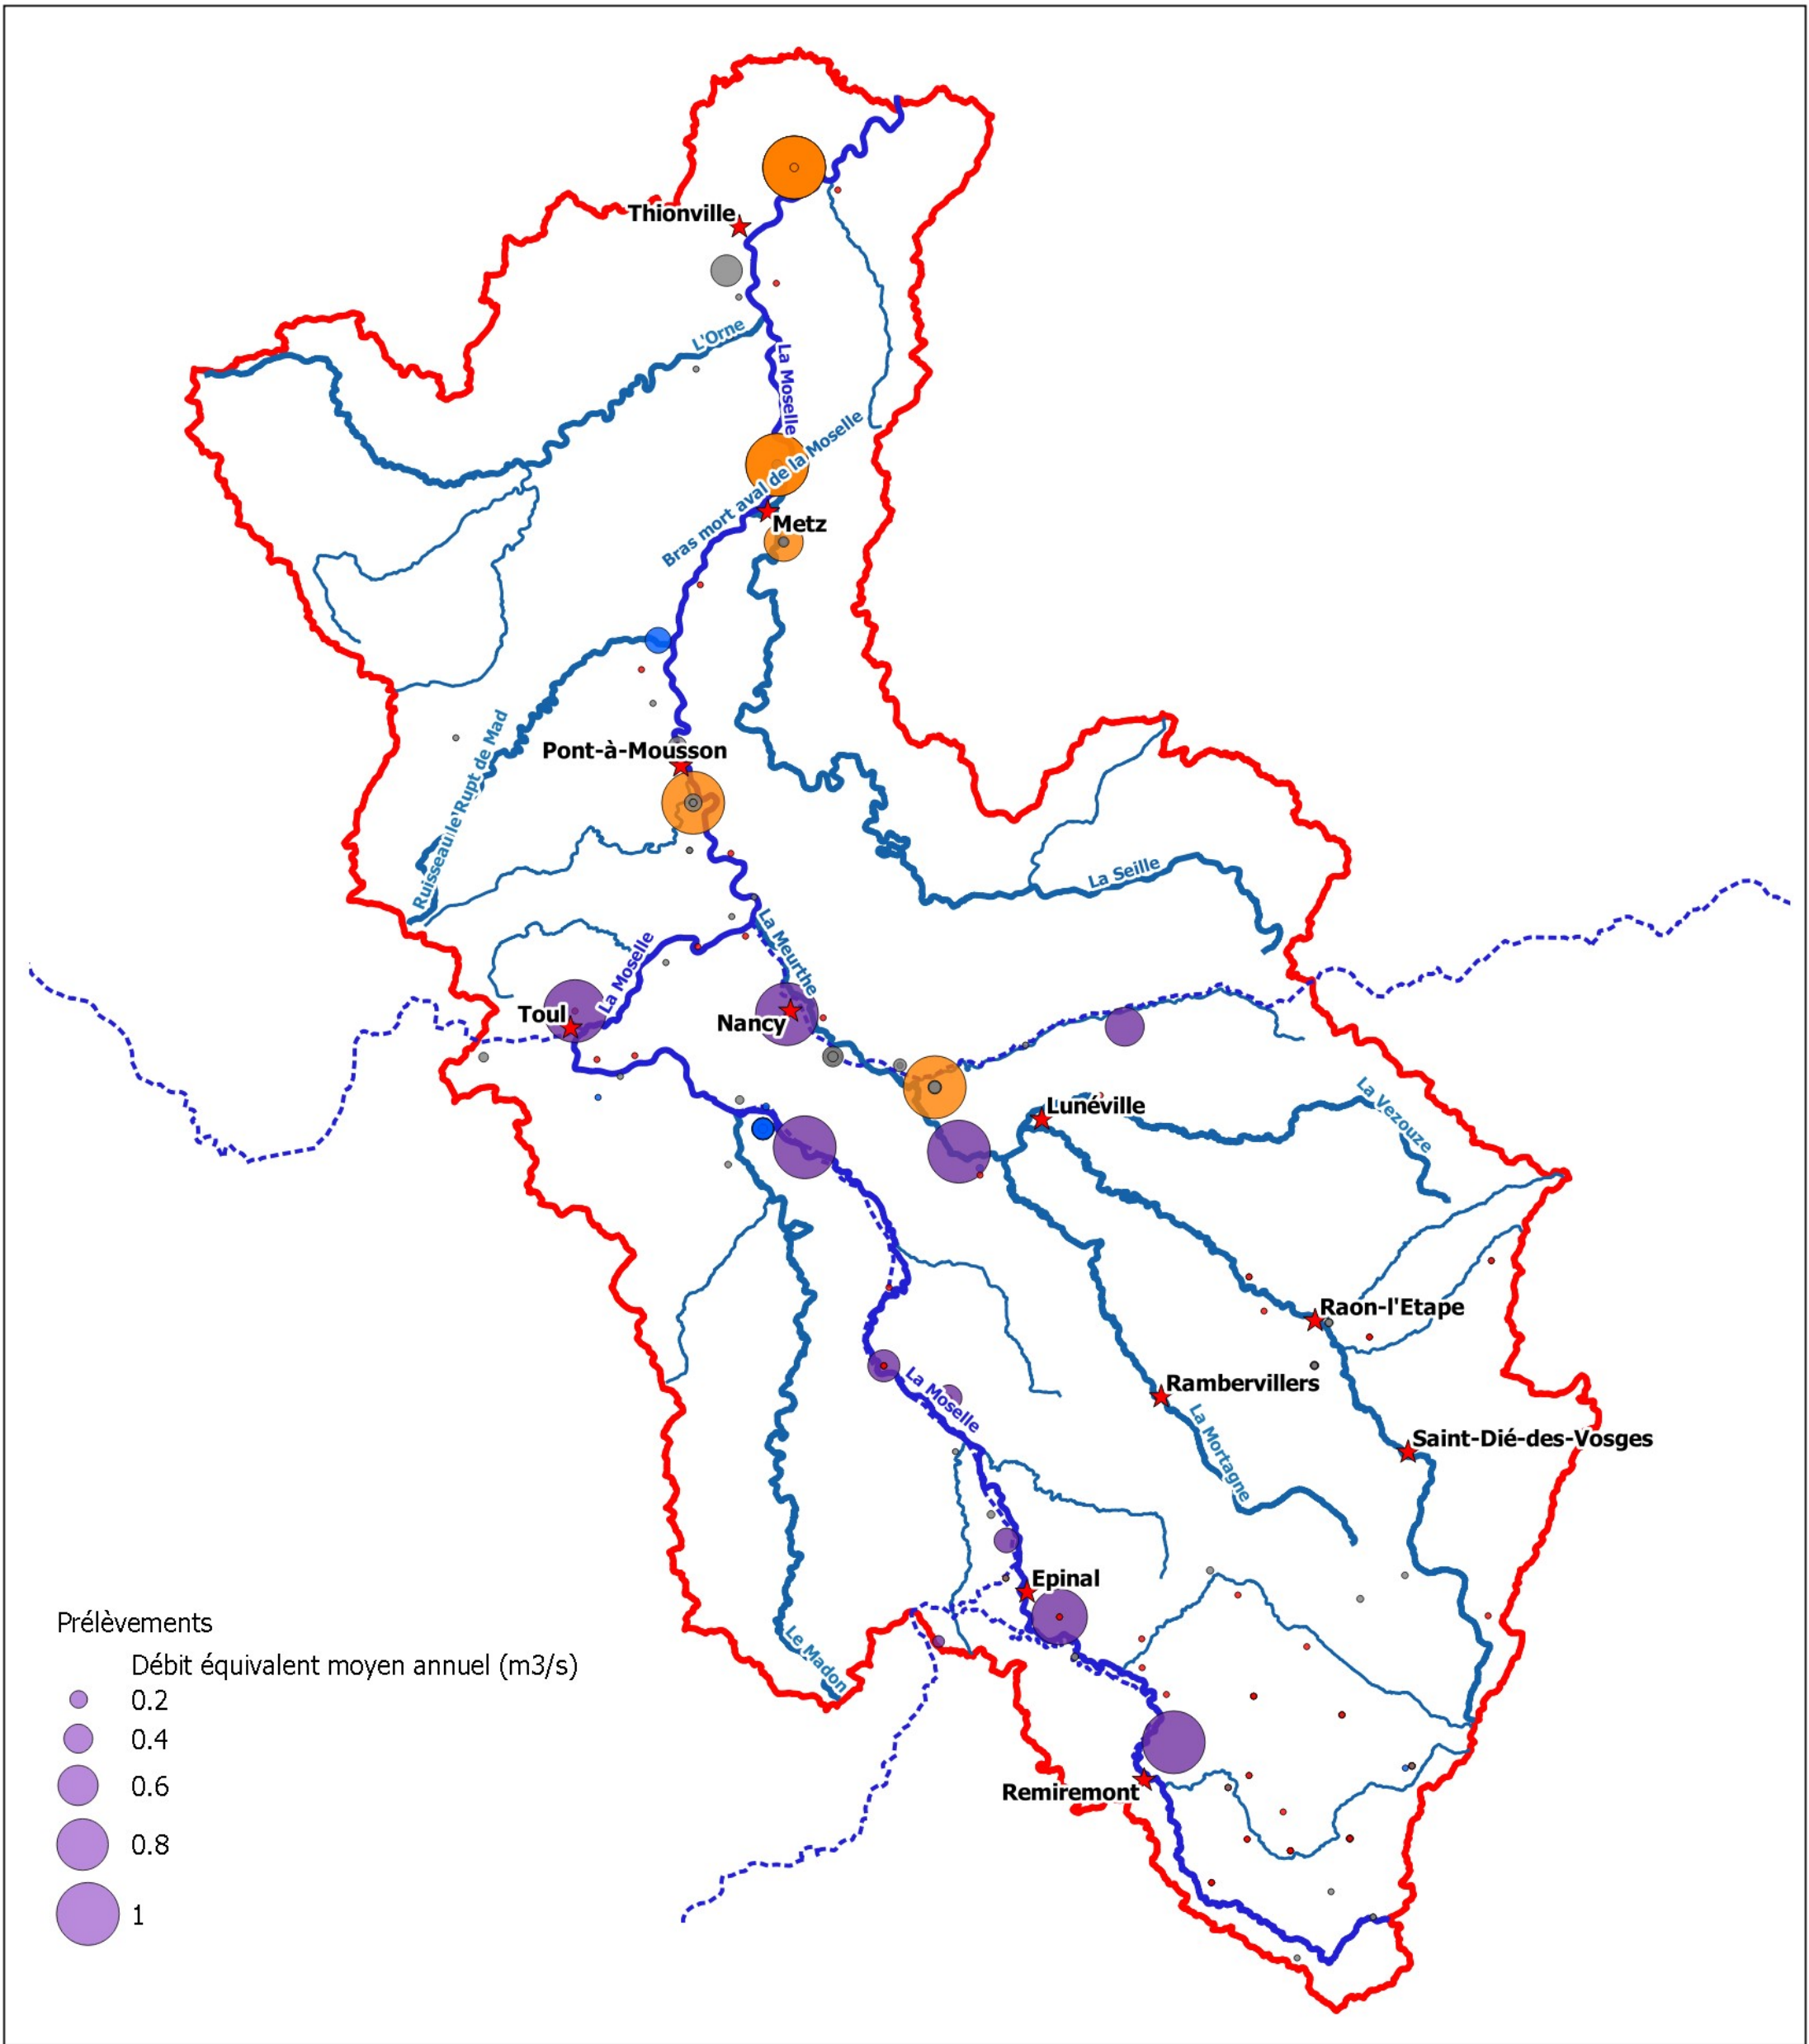 Thionville
L'Orne
La Moselle
Bras mort aval de la Moselle
Metz
Pont-à-Mousson
Ruisseau le Rupt de Mad
La Seille
La Meurthe
La Moselle
Toul
Nancy
Lunéville
La Vezouze
Raon-l'Etape
Rambervillers
La Moselle
La Mortagne
Saint-Dié-des-Vosges
Epinal
Le Madon
Remiremont
Prélèvements
Débit équivalent moyen annuel (m3/s)
0.2
0.4
0.6
0.8
1